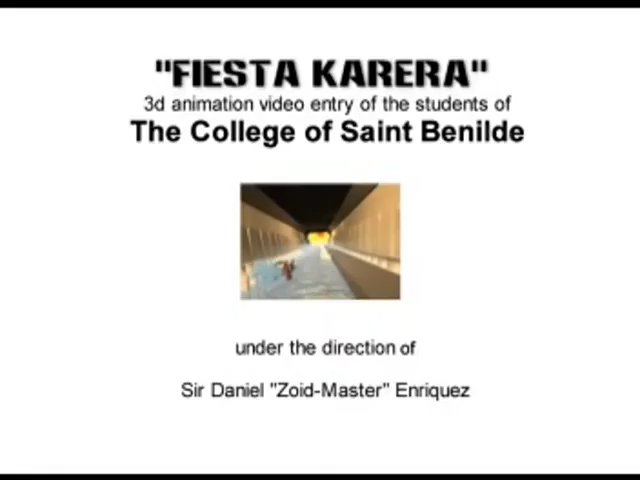 "FIESTA KARERA"
3d animation video entry of the students of
The College of Saint Benilde
under the direction of
Sir Daniel "Zoid-Master" Enriquez